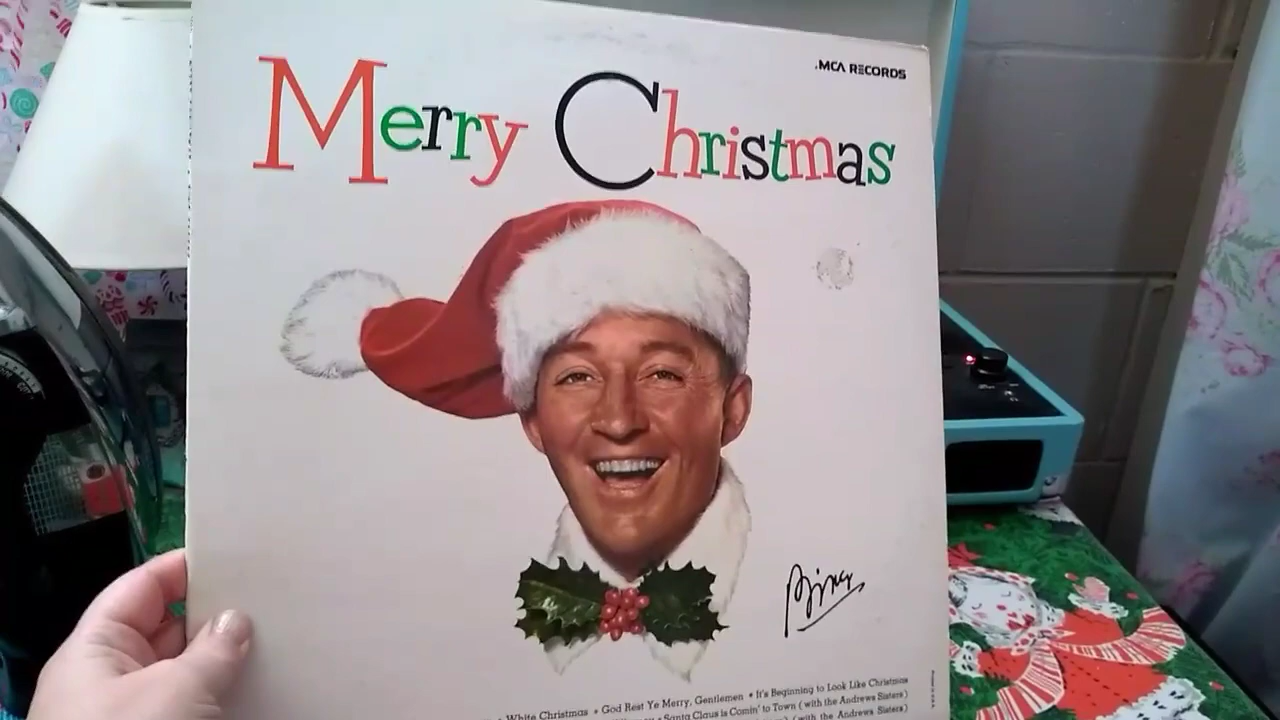 MCA RECORDS
Merry Christmas
Bing
White Christmas • God Rest Ye Merry, Gentlemen • It's Beginning to Look Like Christmas
• Santa Claus is Comin' to Town (with the Andrews Sisters)
(with the Andrews Sisters)